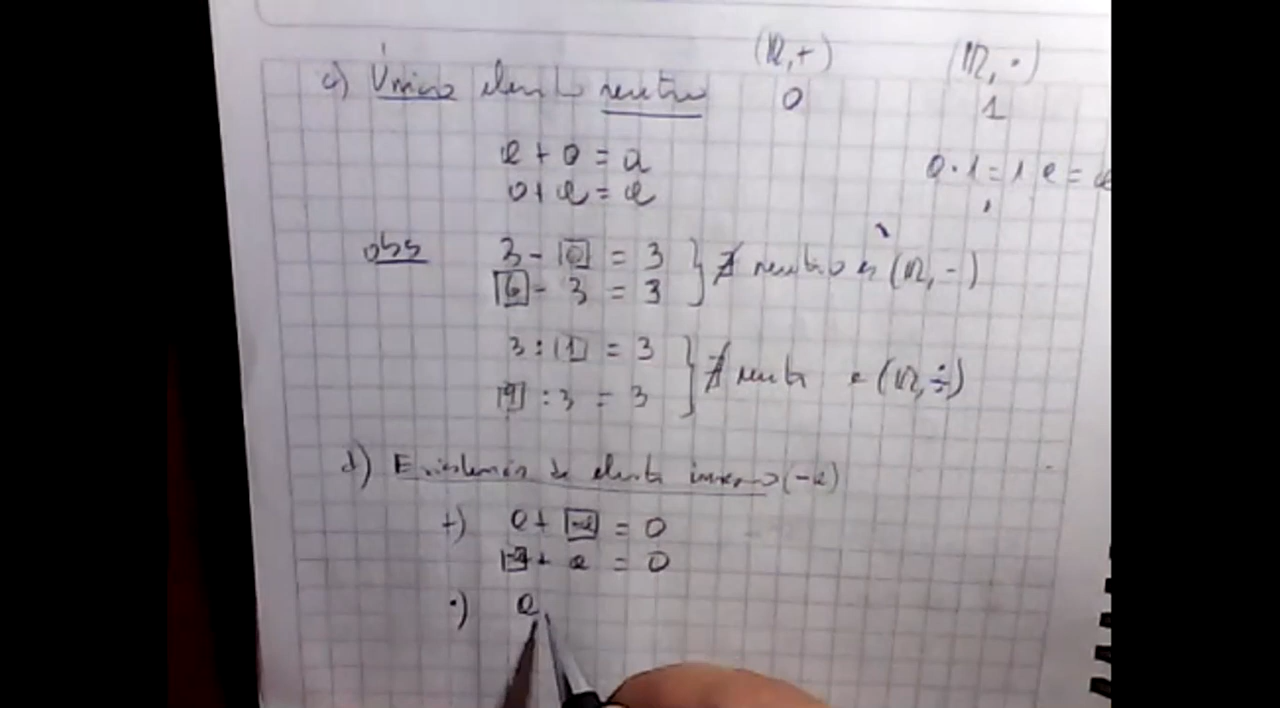 (R, +) (R, ·)
c) Único elemento neutro 0 1
a + 0 = a
0 + a = a
a · 1 = 1 a = a
obs 3 - 0 = 3
6 - 3 = 3
∄ neutro en (R, -)
3 : 1 = 3
9 : 3 = 3
∄ neutro (R, ÷)
d) Existencia de elemento inverso (-a)
+) a + -a = 0
-a + a = 0
·) a